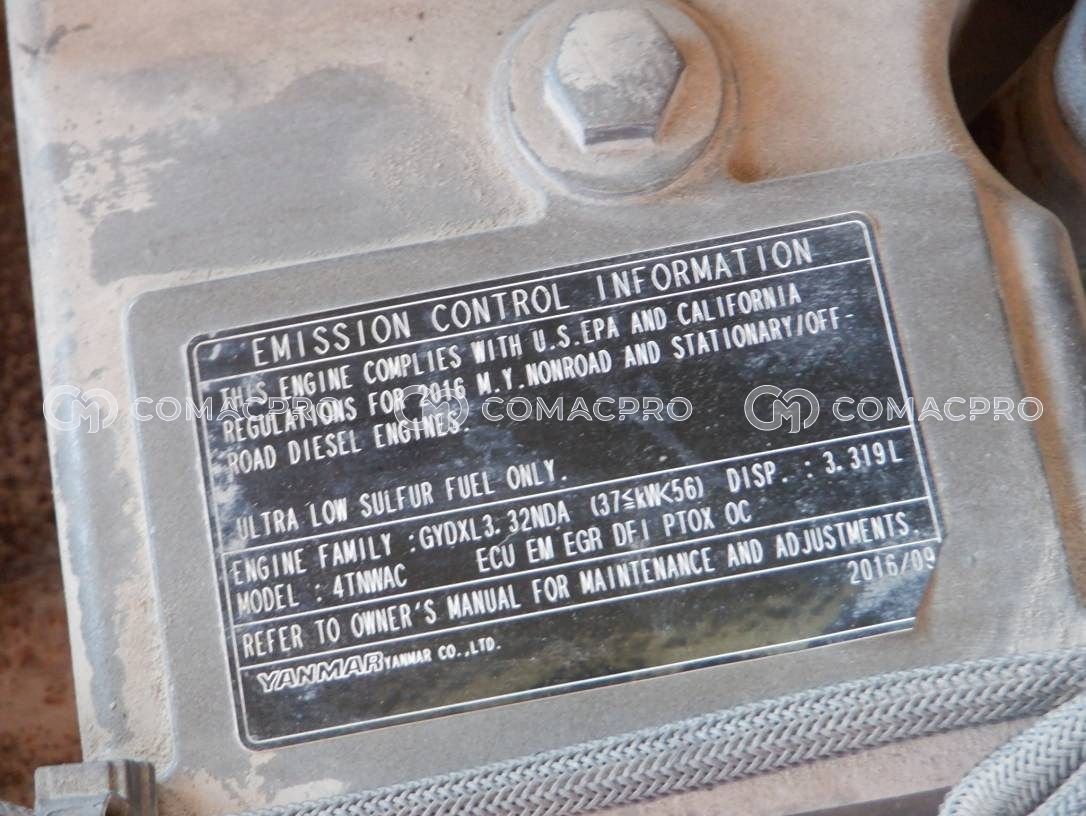 EMISSION CONTROL INFORMATION
THIS ENGINE COMPLIES WITH U.S.EPA AND CALIFORNIA
REGULATIONS FOR 2016 M.Y.NONROAD AND STATIONARY/OFF-
ROAD DIESEL ENGINES.
ULTRA LOW SULFUR FUEL ONLY.
ENGINE FAMILY :GYDXL3.32NDA (37≦kW<56) DISP.:3.319L
MODEL : 4TNWAC ECU EM EGR DFI PTOX OC
REFER TO OWNER'S MANUAL FOR MAINTENANCE AND ADJUSTMENTS.
YANMAR YANMAR CO.,LTD. 2016/09
COMACPRO COMACPRO COMACPRO